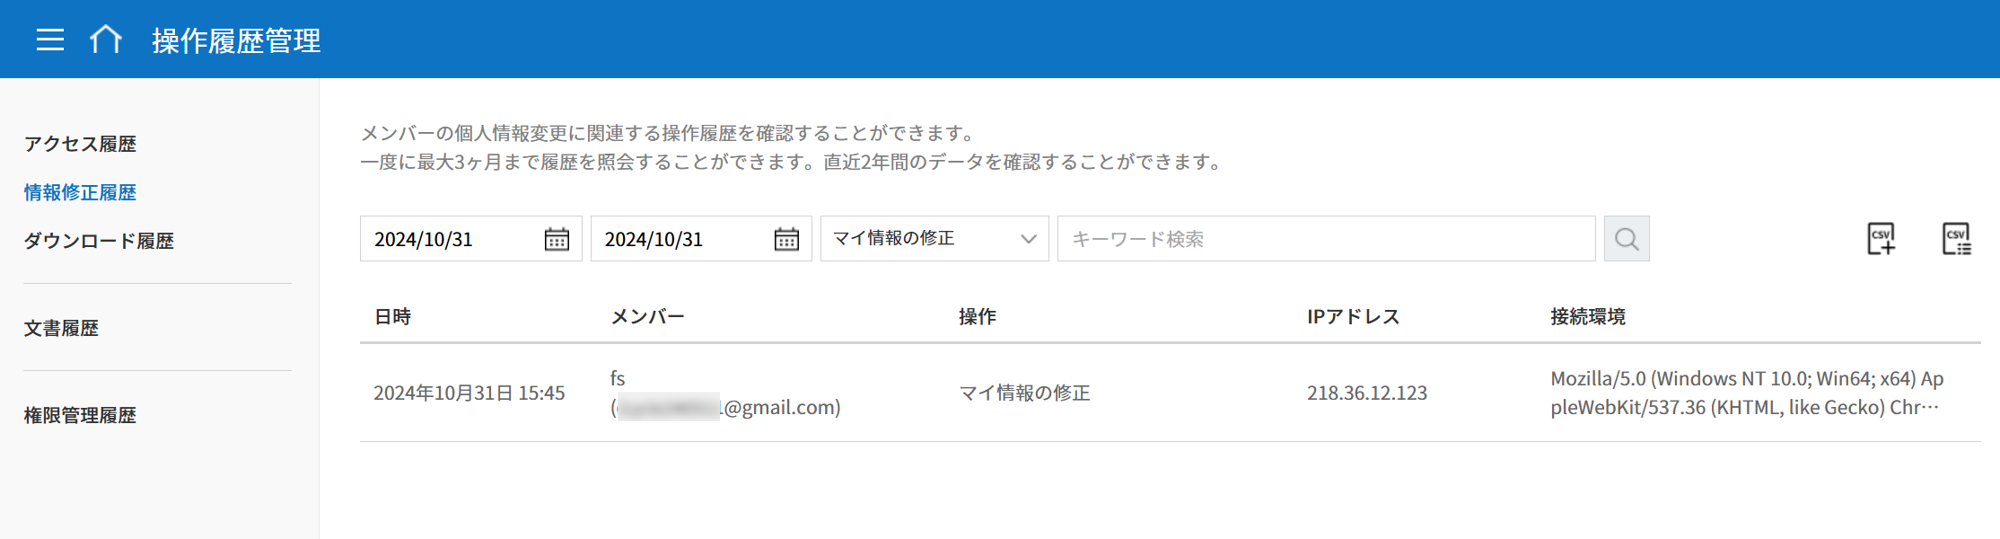 操作履歴管理
アクセス履歴
情報修正履歴
ダウンロード履歴
文書履歴
権限管理履歴
メンバーの個人情報変更に関連する操作履歴を確認することができます。
一度に最大3ヶ月まで履歴を照会することができます。直近2年間のデータを確認することができます。
2024/10/31 2024/10/31 マイ情報の修正 キーワード検索 CSV CSV
日時 メンバー 操作 IPアドレス 接続環境
2024年10月31日 15:45 fs マイ情報の修正 218.36.12.123 Mozilla/5.0 (Windows NT 10.0; Win64; x64) Ap
@gmail.com) pleWebKit/537.36 (KHTML, like Gecko) Chr…